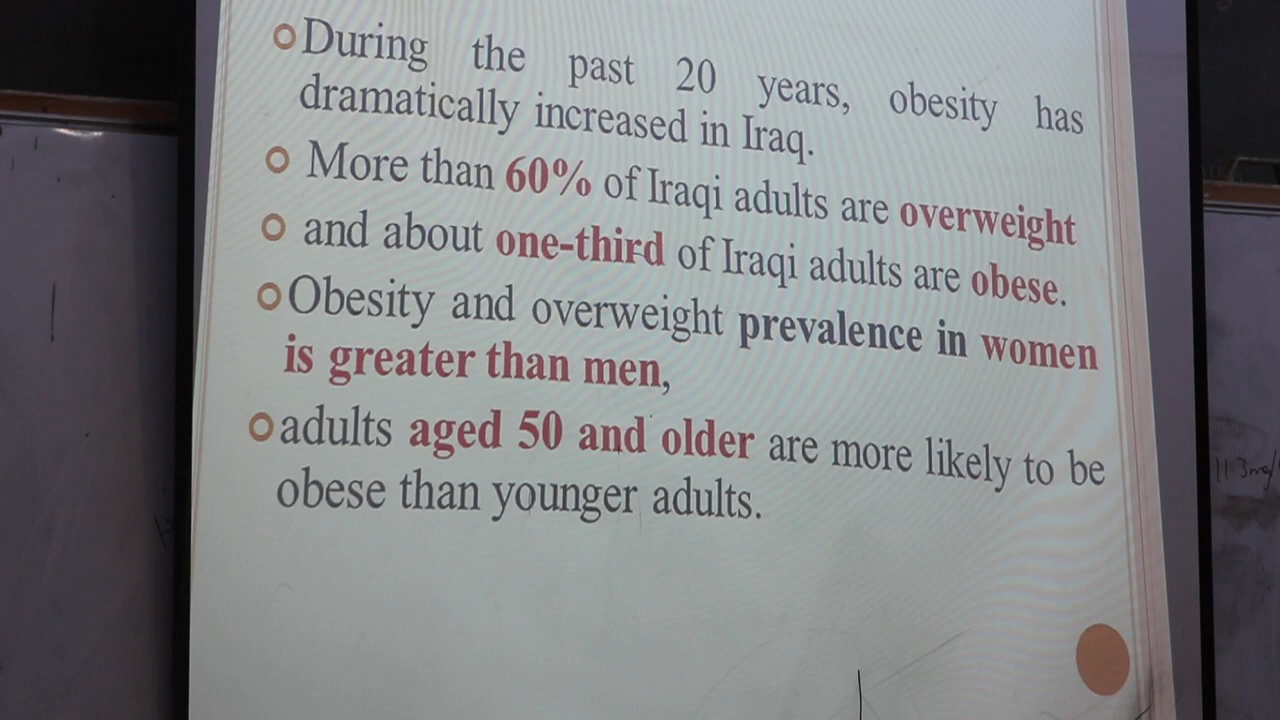 During the past 20 years, obesity has
dramatically increased in Iraq.
More than 60% of Iraqi adults are overweight
and about one-third of Iraqi adults are obese.
Obesity and overweight prevalence in women
is greater than men,
adults aged 50 and older are more likely to be
obese than younger adults.